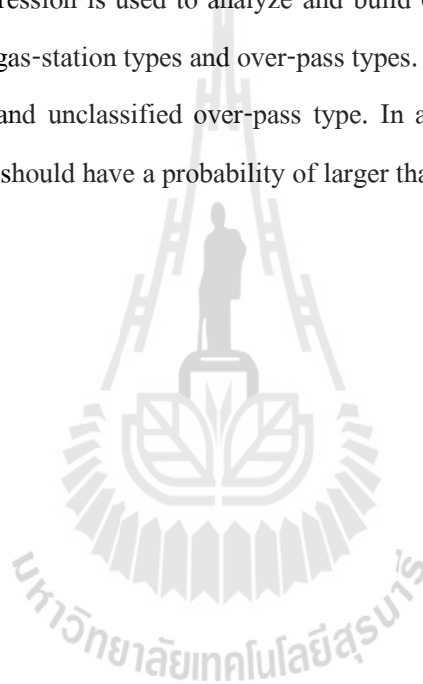 ression is used to analyze and build
gas-station types and over-pass types.
and unclassified over-pass type. In a
should have a probability of larger tha
มหาวิทยาลัยเทคโนโลยีสุรนารี